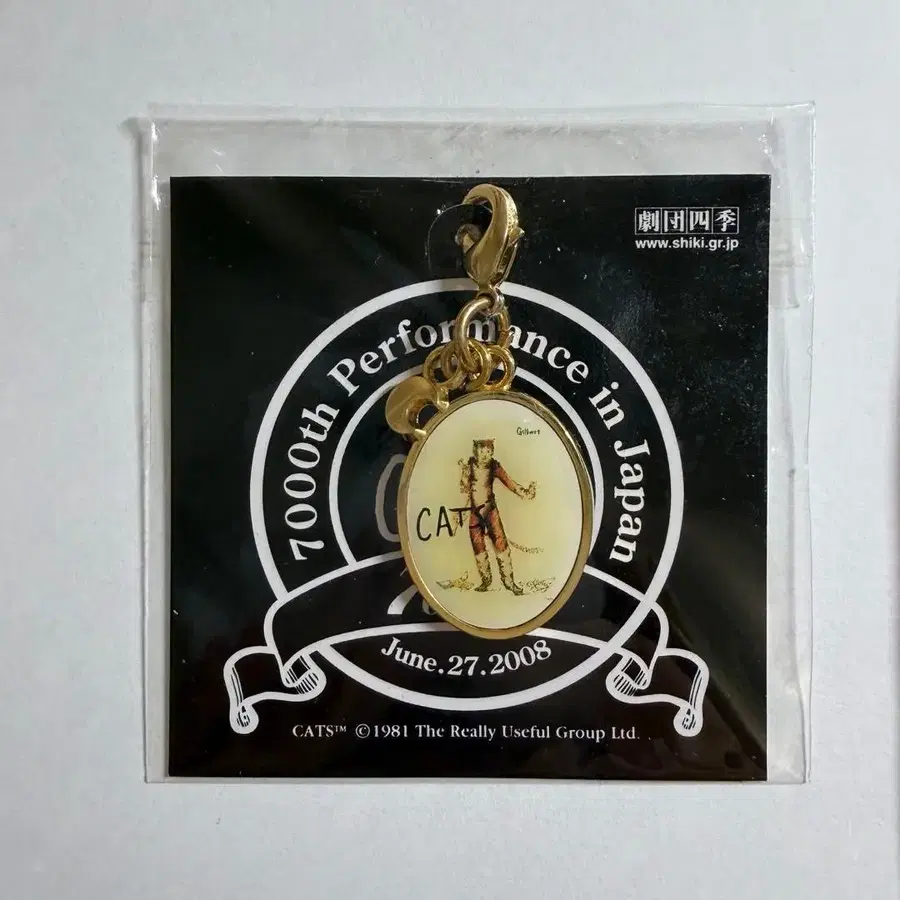 劇団四季
www.shiki.gr.jp
7000th Performance in Japan
Gilbert
CATS
June.27.2008
CATS™ ©1981 The Really Useful Group Ltd.